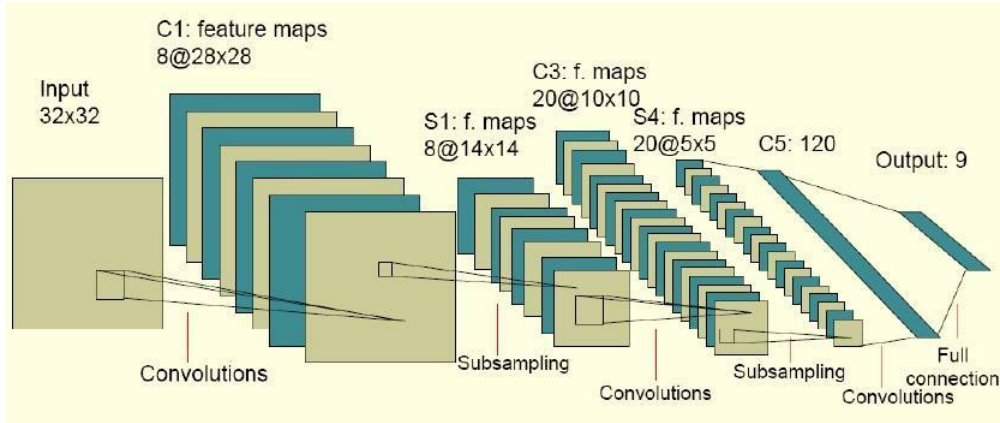 C1: feature maps
8@28x28
Input
32x32
S1: f. maps
8@14x14
C3: f. maps
20@10x10
S4: f. maps
20@5x5
C5: 120
Output: 9
Convolutions
Subsampling
Convolutions
Subsampling
Convolutions
Full
connection